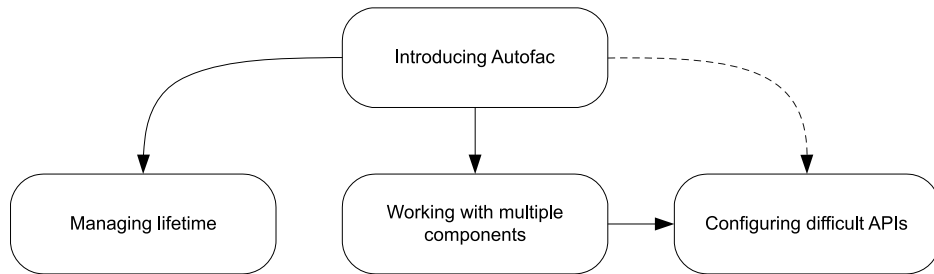 Introducing Autofac
Managing lifetime
Working with multiple
components
Configuring difficult APIs